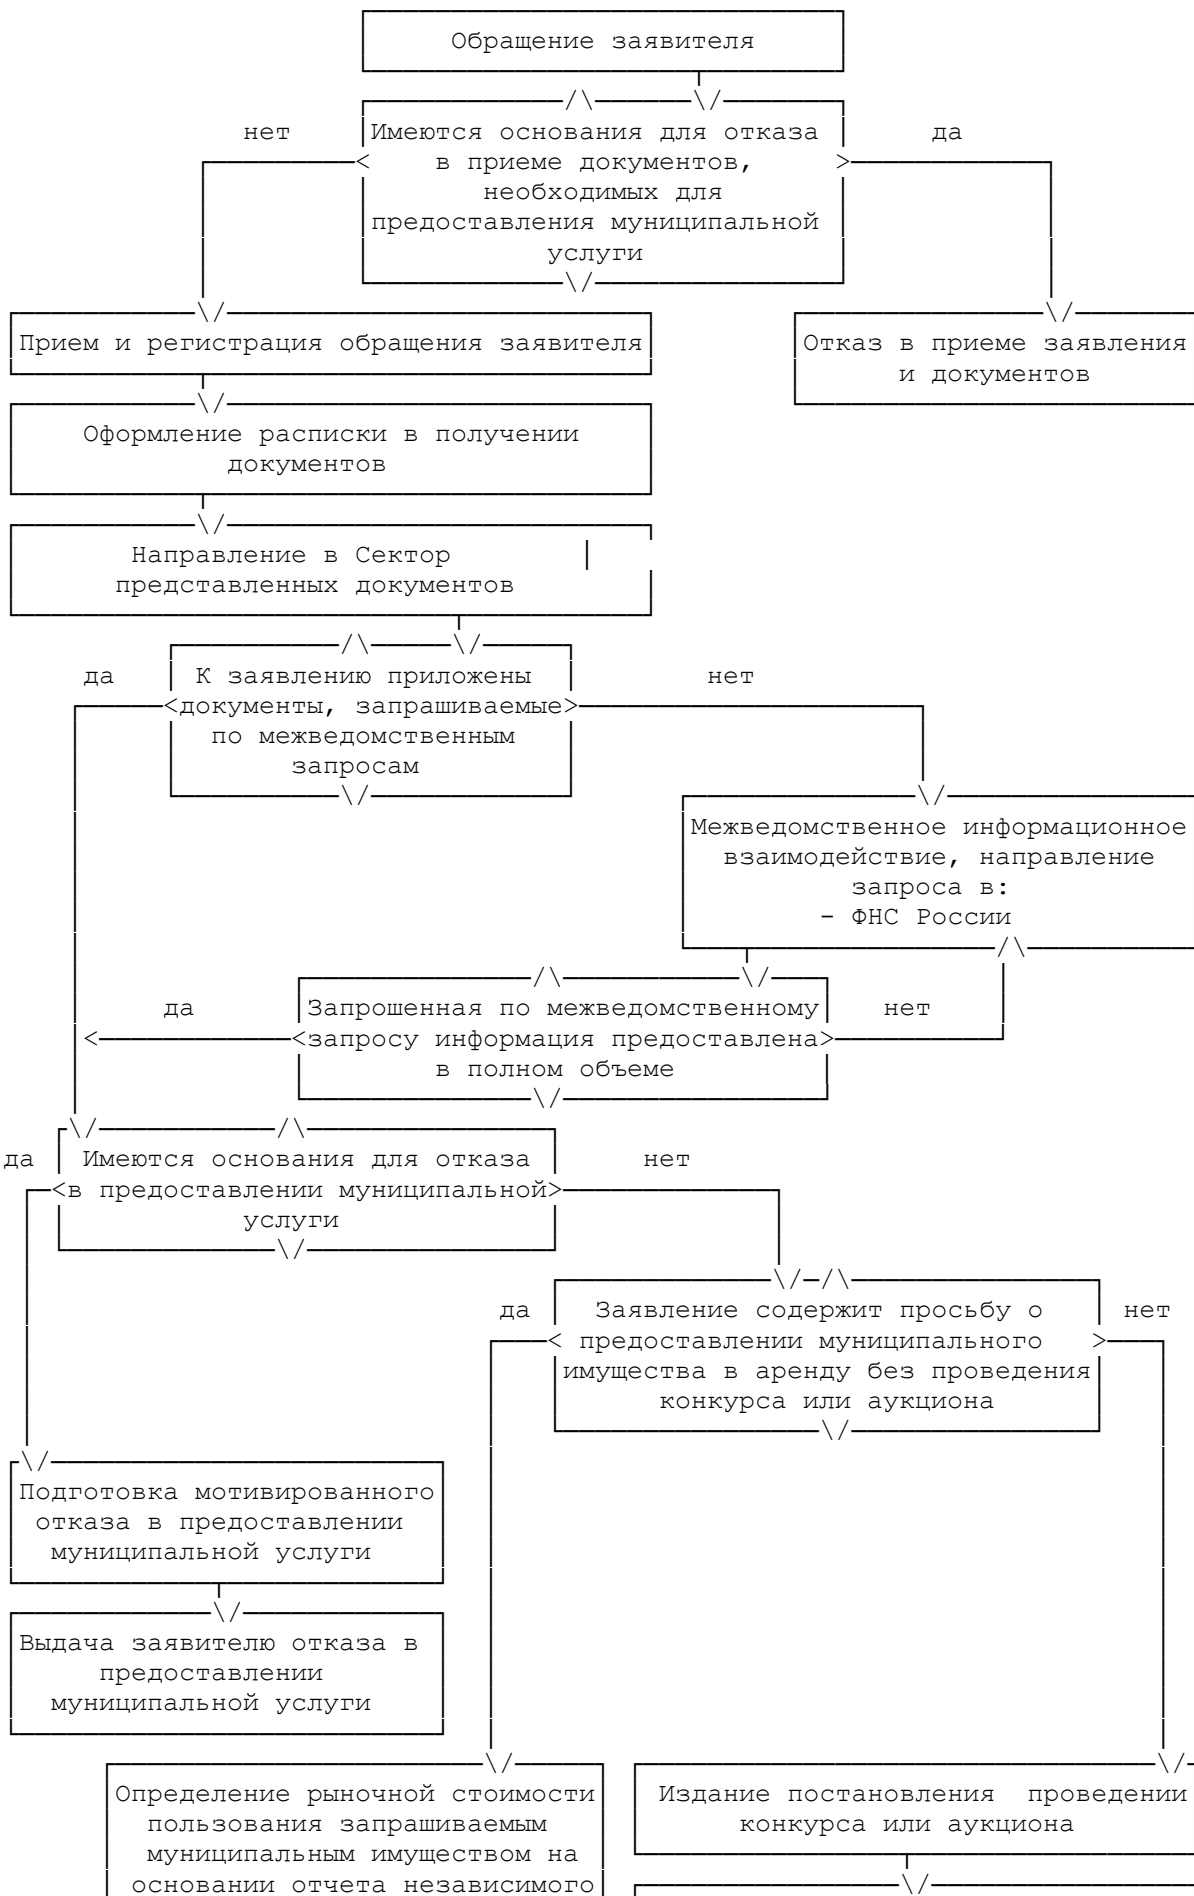 Обращение заявителя
нет
Имеются основания для отказа
да
в приеме документов,
необходимых для
предоставления муниципальной
услуги
Прием и регистрация обращения заявителя
Отказ в приеме заявления
и документов
Оформление расписки в получении
документов
Направление в Сектор
представленных документов
да
К заявлению приложены
нет
документы, запрашиваемые
по межведомственным
запросам
Межведомственное информационное
взаимодействие, направление
запроса в:
- ФНС России
да
Запрошенная по межведомственному
нет
запросу информация предоставлена
в полном объеме
да
Имеются основания для отказа
нет
в предоставлении муниципальной
услуги
да
Заявление содержит просьбу о
нет
предоставлении муниципального
имущества в аренду без проведения
конкурса или аукциона
Подготовка мотивированного
отказа в предоставлении
муниципальной услуги
Выдача заявителю отказа в
предоставлении
муниципальной услуги
Определение рыночной стоимости
пользования запрашиваемым
муниципальным имуществом на
основании отчета независимого
Издание постановления проведении
конкурса или аукциона